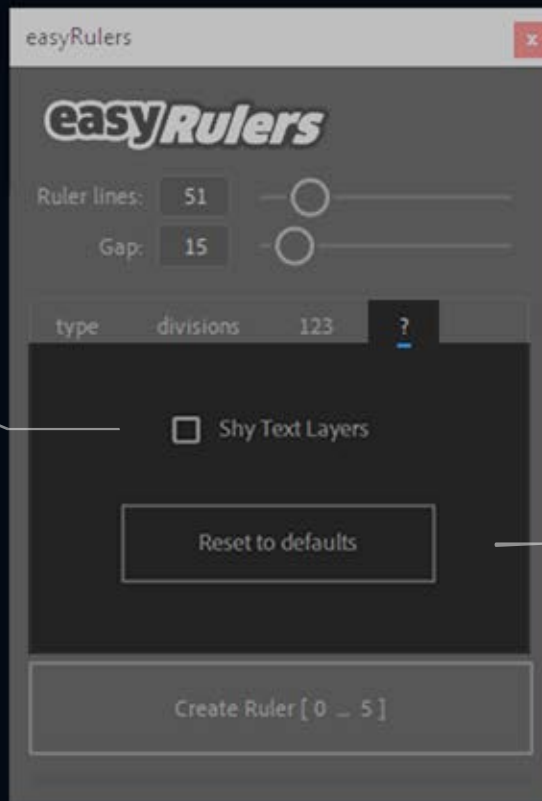 easyRulers
x
easyRulers
Ruler lines: 51
Gap: 15
type divisions 123 ?
Shy Text Layers
Reset to defaults
Create Ruler [ 0 ... 5 ]